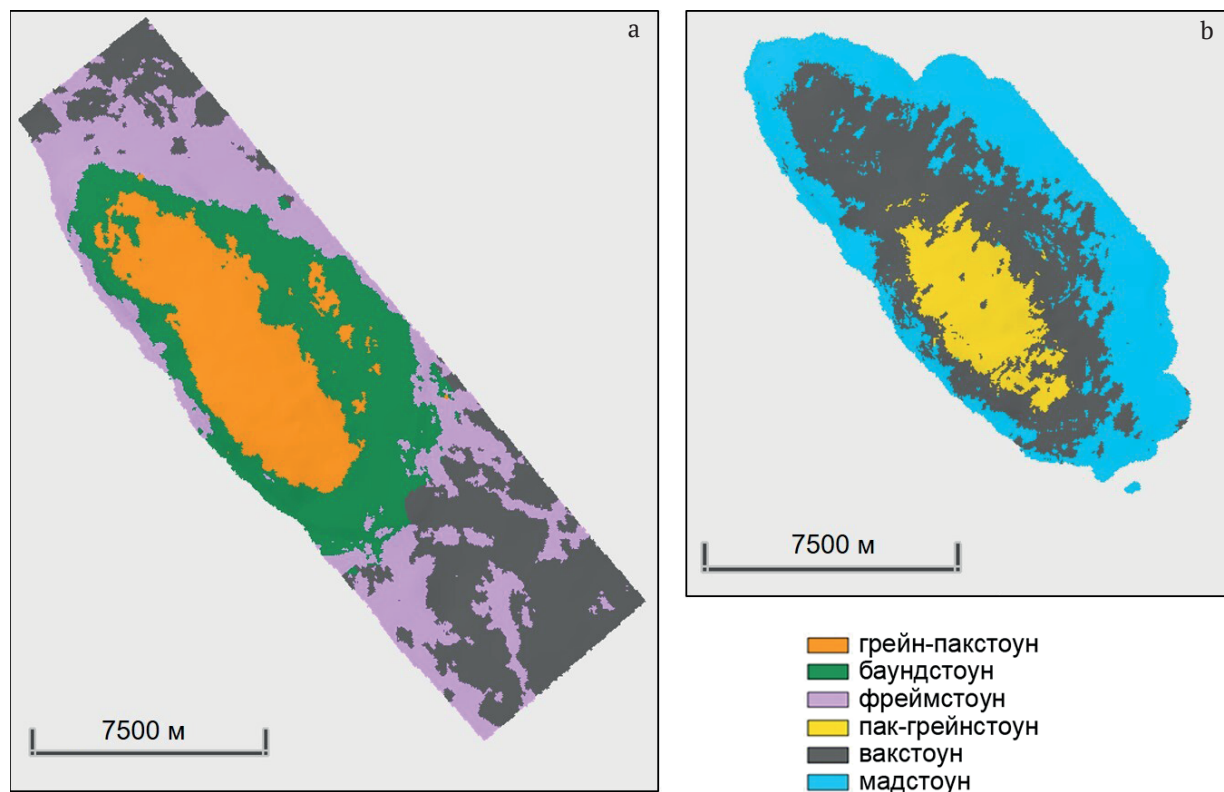 a
b
7500 м
7500 м
грейн-пакстоун
баундстоун
фреймстоун
пак-грейнстоун
вакстоун
мадстоун